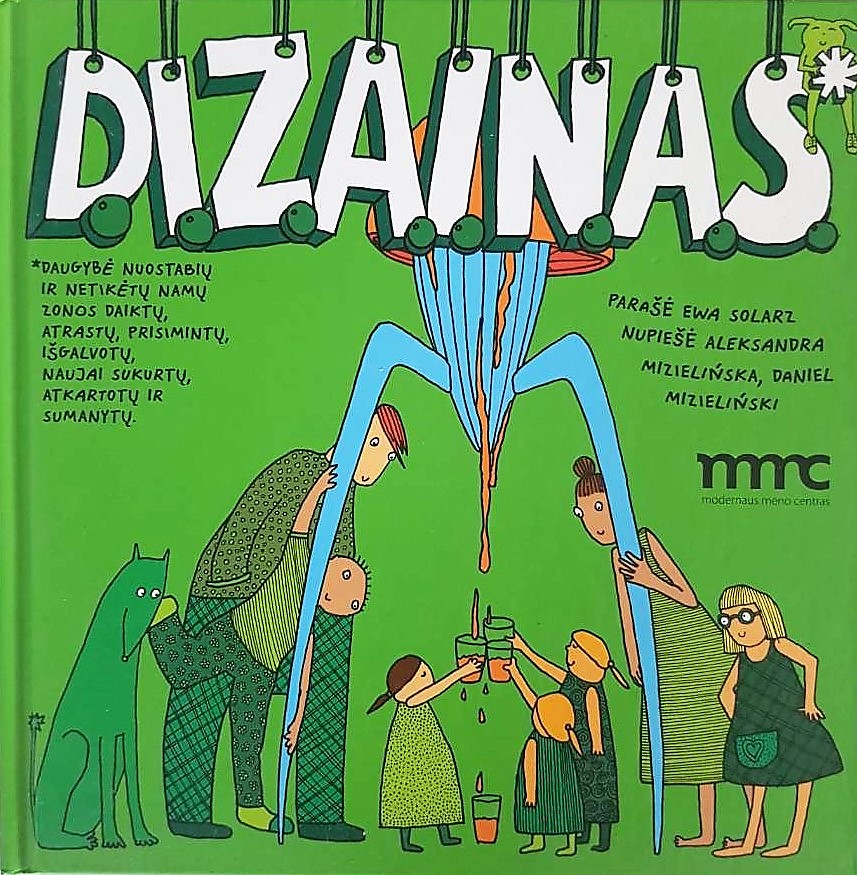 DIZAINAS*
*DAUGYBĖ NUOSTABIŲ
IR NETIKĖTŲ NAMŲ
ZONOS DAIKTŲ,
ATRASTŲ, PRISIMINTŲ,
IŠGALVOTŲ,
NAUJAI SUKURTŲ,
ATKARTOTŲ IR
SUMANYTŲ.
PARAŠĖ EWA SOLARZ
NUPIEŠĖ ALEKSANDRA
MIZIELIŃSKA, DANIEL
MIZIELIŃSKI
mmc
modernaus meno centras